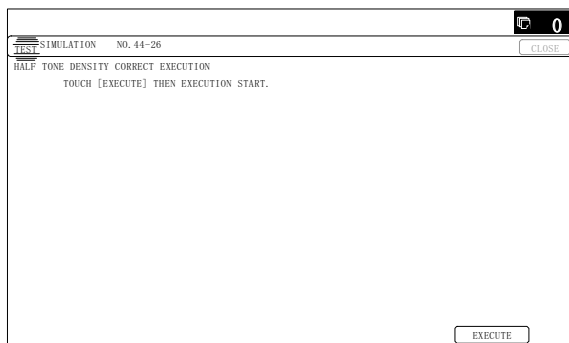 0
TEST SIMULATION NO. 44-26
CLOSE
HALF TONE DENSITY CORRECT EXECUTION
TOUCH [EXECUTE] THEN EXECUTION START.
EXECUTE